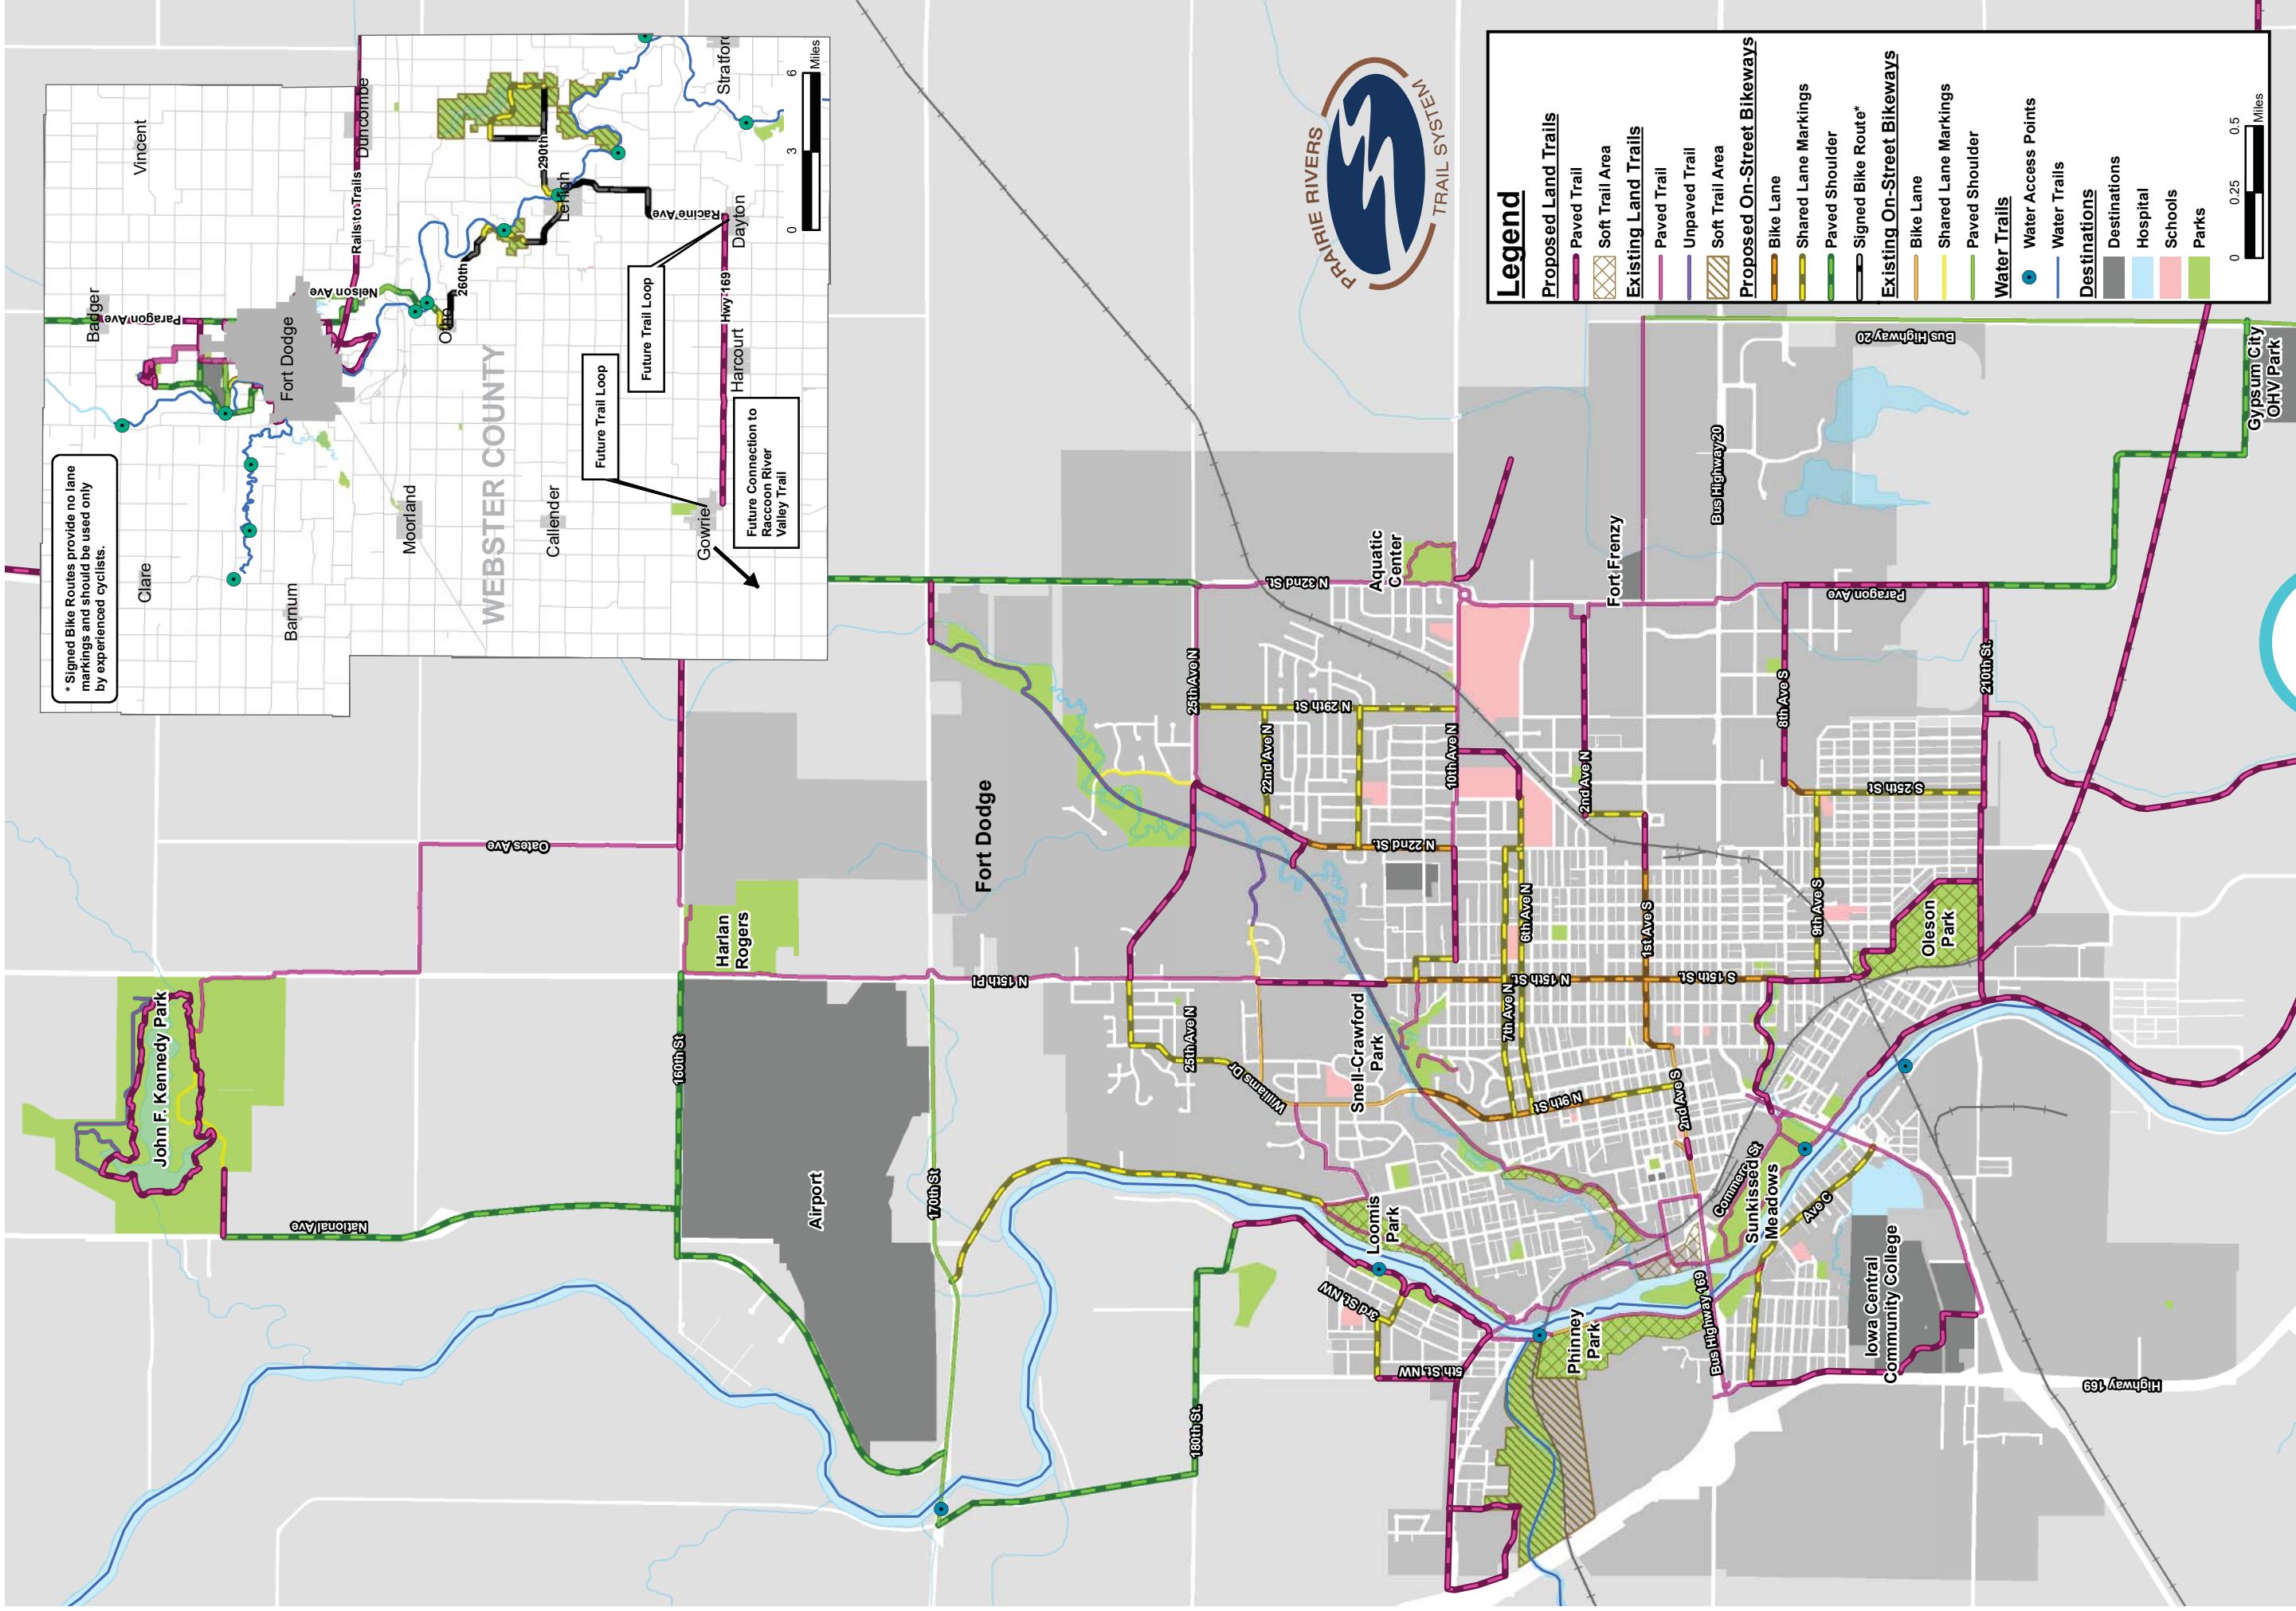 * Signed Bike Routes provide no lane
markings and should be used only
by experienced cyclists.
Clare
Vincent
Badger
Paragon Ave
Barnum
Fort Dodge
Rails to Trails
Duncombe
Nelson Ave
Moorland
260th
290th
Lehigh
WEBSTER COUNTY
Callender
Racine Ave
Future Trail Loop
Future Trail Loop
Gowrie
Hwy 169
Harcourt
Dayton
Stratford
Future Connection to
Raccoon River
Valley Trail
0
3
6
Miles
PRAIRIE RIVERS
TRAIL SYSTEM
Legend
Proposed Land Trails
Paved Trail
Soft Trail Area
Existing Land Trails
Paved Trail
Unpaved Trail
Soft Trail Area
Proposed On-Street Bikeways
Bike Lane
Shared Lane Markings
Paved Shoulder
Signed Bike Route*
Existing On-Street Bikeways
Bike Lane
Shared Lane Markings
Paved Shoulder
Water Trails
Water Access Points
Water Trails
Destinations
Destinations
Hospital
Schools
Parks
0
0.25
0.5
Miles
John F. Kennedy Park
National Ave
Oates Ave
160th St
Harlan
Rogers
Airport
170th St
Fort Dodge
N 15th Pl
180th St.
25th Ave N
25th Ave N
Williams Dr
22nd Ave N
N 29th St
N 32nd St.
Aquatic
Center
Snell-Crawford
Park
Loomis
Park
3rd St. NW
5th St. NW
N 22nd St.
10th Ave N
7th Ave N
6th Ave N
N 15th St.
N 9th St
2nd Ave N
Fort Frenzy
Phinney
Park
1st Ave S
2nd Ave S
S 15th St.
Bus Highway 169
Bus Highway 20
Bus Highway 20
Commerce St
Sunkissed
Meadows
Ave C
8th Ave S
9th Ave S
S 25th St
Paragon Ave
Iowa Central
Community College
Oleson
Park
210th St.
Highway 169
Gypsum City
OHV Park